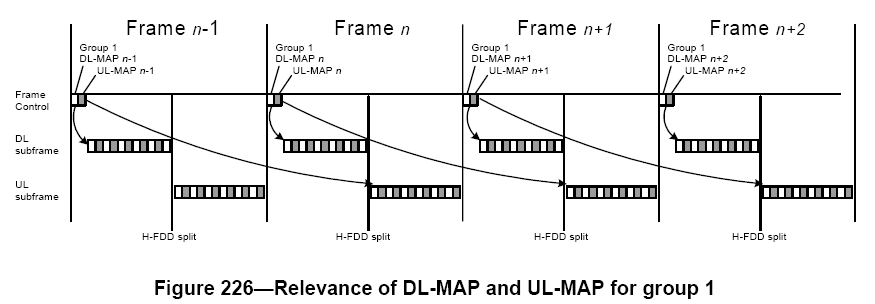 Frame n-1 Frame n Frame n+1 Frame n+2
Group 1 Group 1 Group 1 Group 1
DL-MAP n-1 DL-MAP n DL-MAP n+1 DL-MAP n+2
UL-MAP n-1 UL-MAP n UL-MAP n+1 UL-MAP n+2
Frame
Control
DL
subframe
UL
subframe
H-FDD split H-FDD split H-FDD split H-FDD split
Figure 226—Relevance of DL-MAP and UL-MAP for group 1